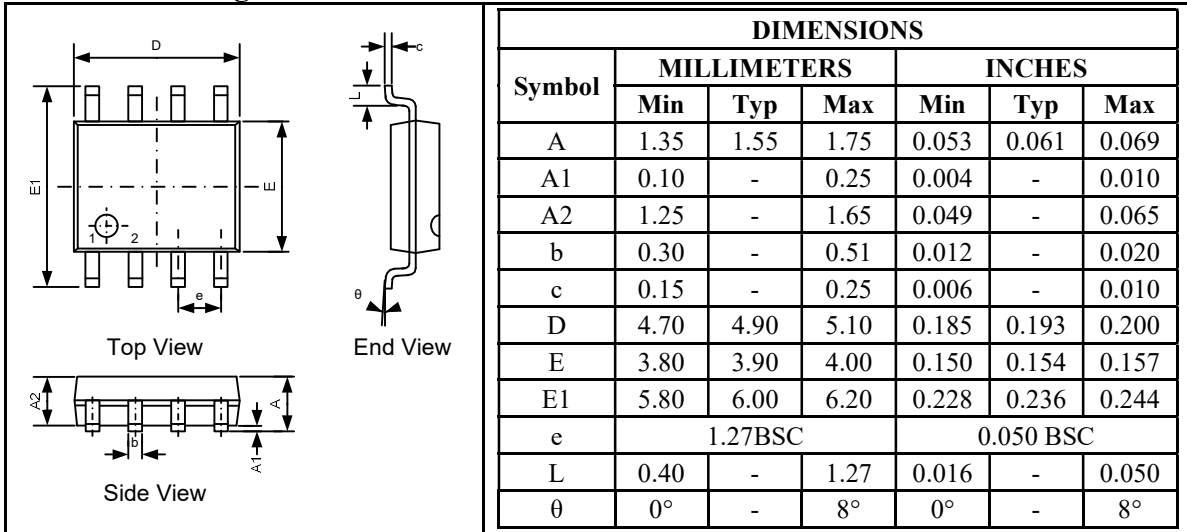 D
E1
E
1
2
e
Top View
c
L
θ
End View
A2
A
b
A1
Side View
DIMENSIONS
Symbol MILLIMETERS INCHES
Min Typ Max Min Typ Max
A 1.35 1.55 1.75 0.053 0.061 0.069
A1 0.10 - 0.25 0.004 - 0.010
A2 1.25 - 1.65 0.049 - 0.065
b 0.30 - 0.51 0.012 - 0.020
c 0.15 - 0.25 0.006 - 0.010
D 4.70 4.90 5.10 0.185 0.193 0.200
E 3.80 3.90 4.00 0.150 0.154 0.157
E1 5.80 6.00 6.20 0.228 0.236 0.244
e 1.27BSC 0.050 BSC
L 0.40 - 1.27 0.016 - 0.050
θ 0° - 8° 0° - 8°